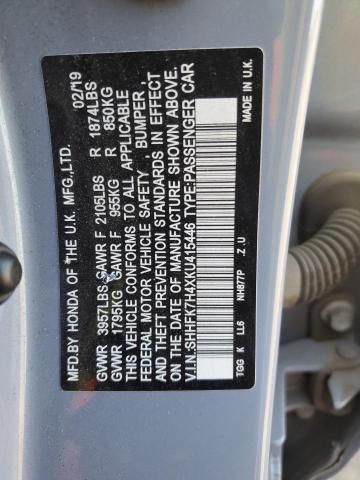 MFD.BY HONDA OF THE U.K. MFG.,LTD. 02/19
GVWR 3957LBS GAWR F 2105LBS R 1874LBS
GVWR 1795KG GAWR F 955KG R 850KG
THIS VEHICLE CONFORMS TO ALL APPLICABLE
FEDERAL MOTOR VEHICLE SAFETY , BUMPER,
AND THEFT PREVENTION STANDARDS IN EFFECT
ON THE DATE OF MANUFACTURE SHOWN ABOVE.
V.I.N.:SHHFK7H4XKU415446 TYPE:PASSENGER CAR
TGG K LL6 NH877P Z U MADE IN U.K.